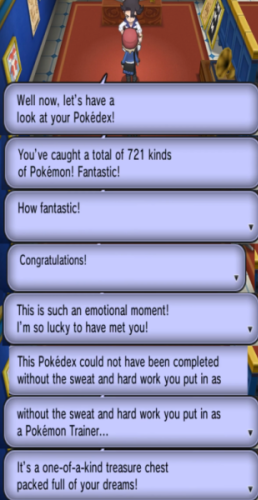 Well now, let's have a
look at your Pokédex!
You've caught a total of 721 kinds
of Pokémon! Fantastic!
How fantastic!
Congratulations!
This is such an emotional moment!
I'm so lucky to have met you!
This Pokédex could not have been completed
without the sweat and hard work you put in as
without the sweat and hard work you put in as
a Pokémon Trainer...
It's a one-of-a-kind treasure chest
packed full of your dreams!